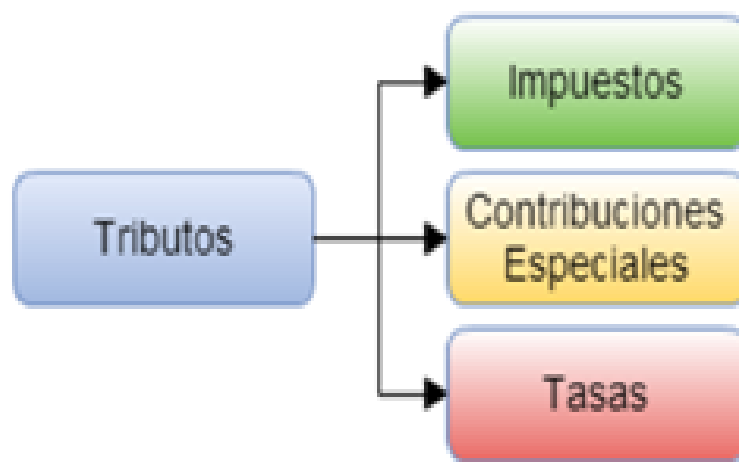 Tributos
Impuestos
Contribuciones
Especiales
Tasas